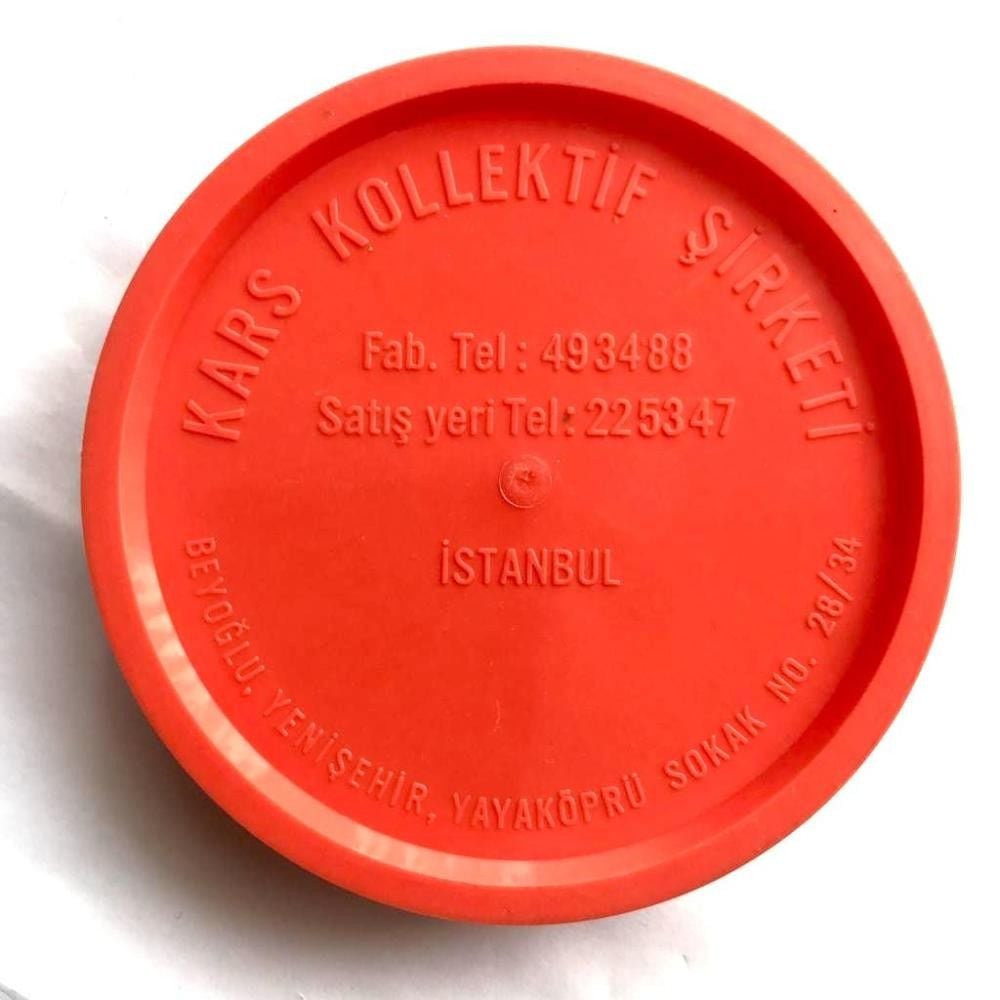 KARS KOLLEKTİF ŞİRKETİ
Fab. Tel: 493488
Satış yeri Tel: 225347
İSTANBUL
BEYOĞLU, YENİŞEHİR, YAYAKÖPRÜ SOKAK NO. 28/34